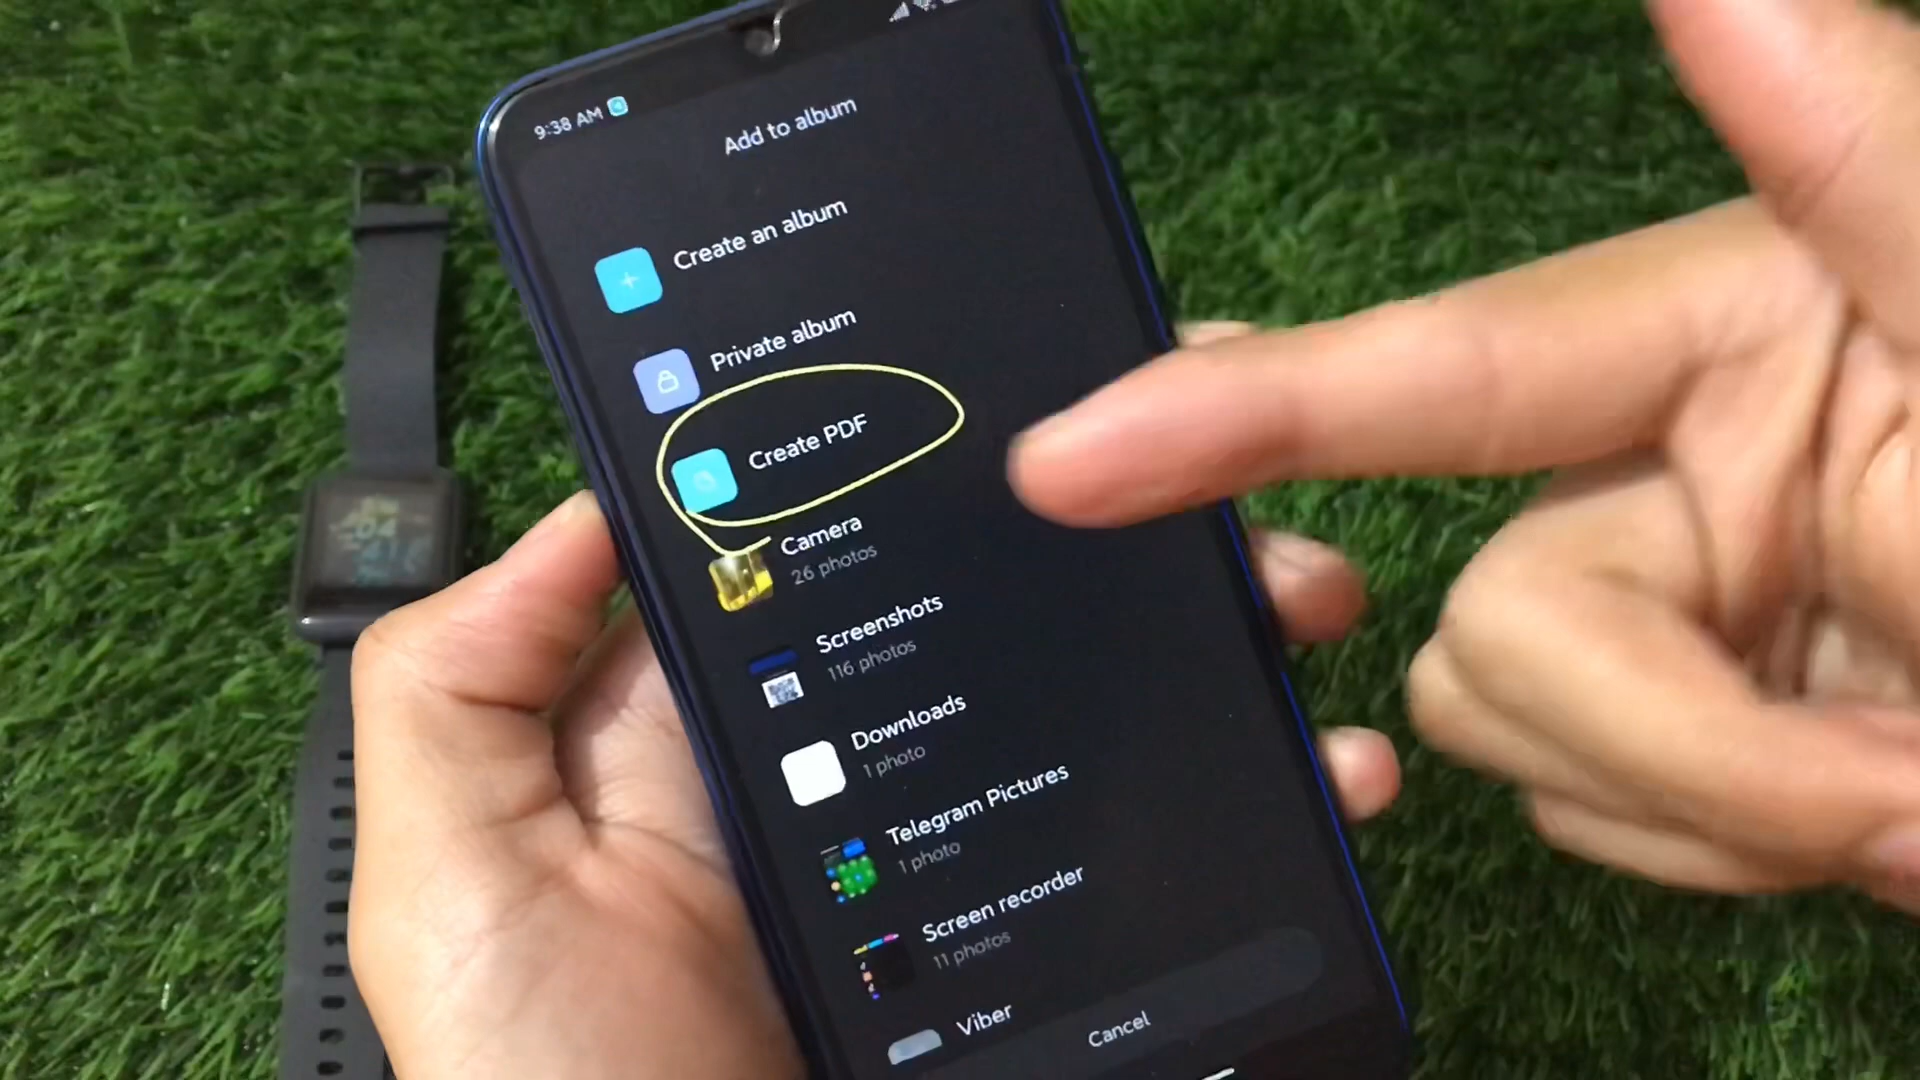 9:38 AM
Add to album
Create an album
Private album
Create PDF
Camera
26 photos
Screenshots
116 photos
Downloads
1 photo
Telegram Pictures
1 photo
Screen recorder
11 photos
Viber
Cancel